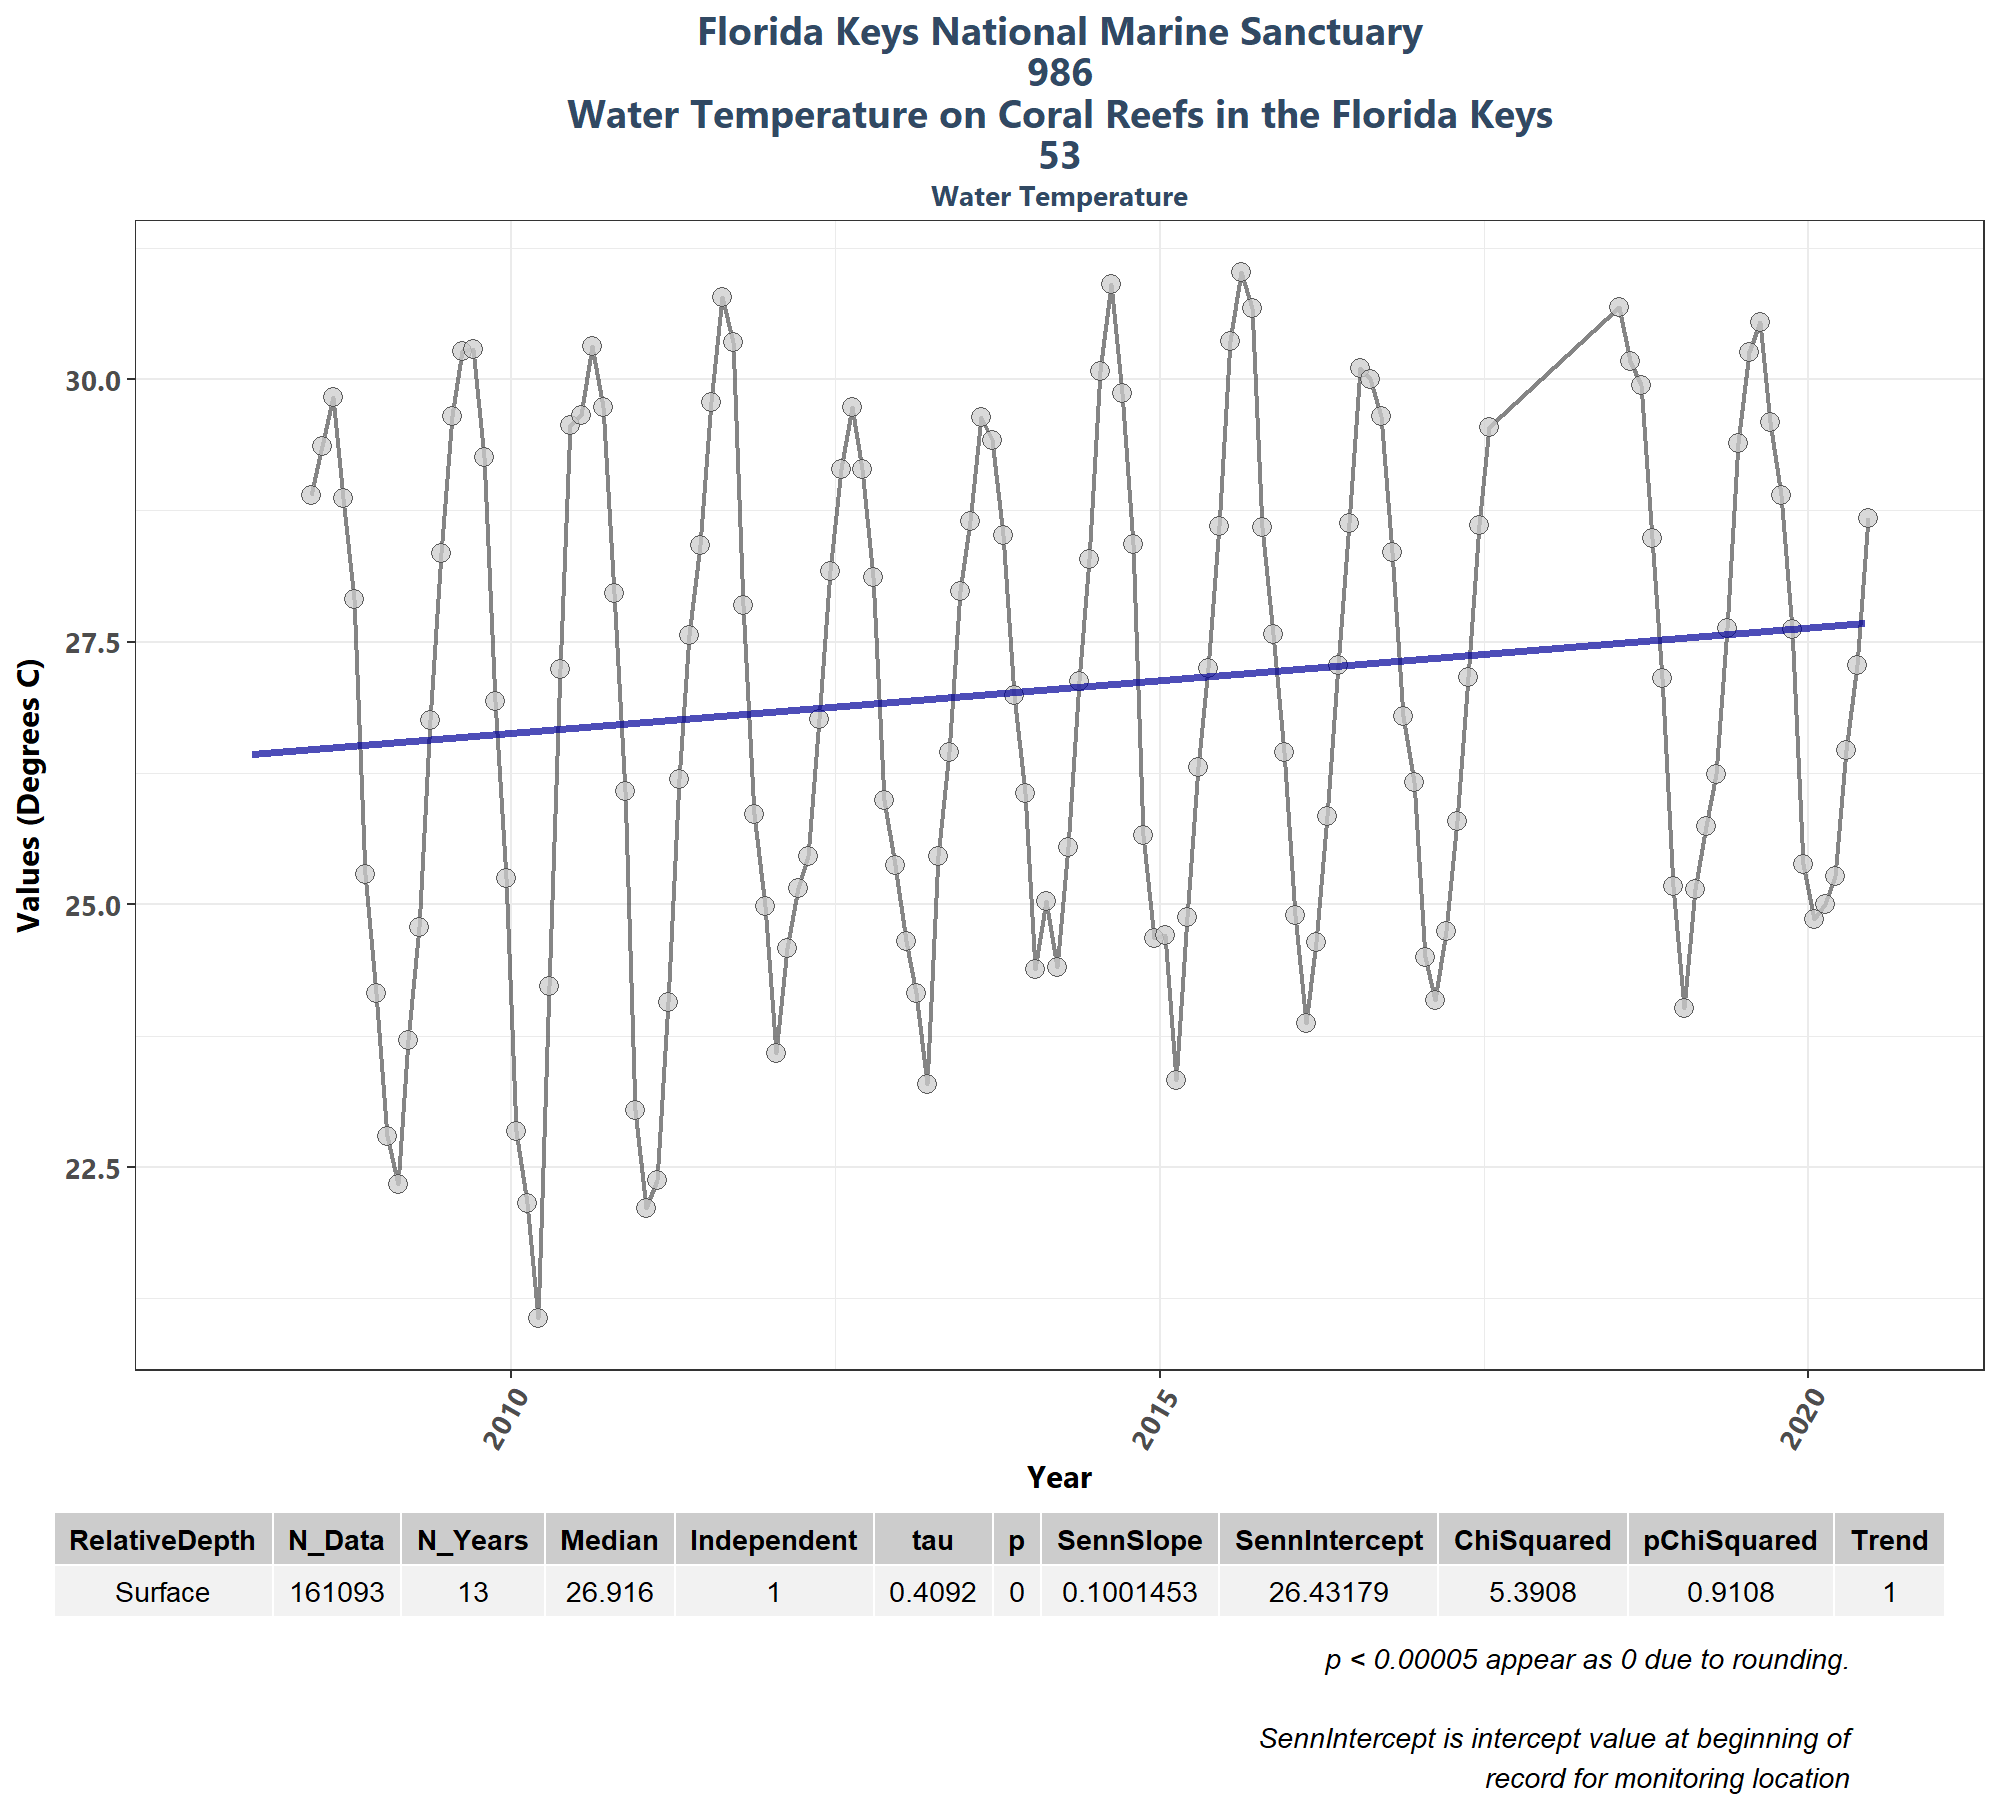 Florida Keys National Marine Sanctuary
986
Water Temperature on Coral Reefs in the Florida Keys
53
Water Temperature
Values (Degrees C)
30.0
27.5
25.0
22.5
2010
2015
2020
Year
RelativeDepth N_Data N_Years Median Independent tau p SennSlope SennIntercept ChiSquared pChiSquared Trend
Surface 161093 13 26.916 1 0.4092 0 0.1001453 26.43179 5.3908 0.9108 1
p < 0.00005 appear as 0 due to rounding.
SennIntercept is intercept value at beginning of
record for monitoring location